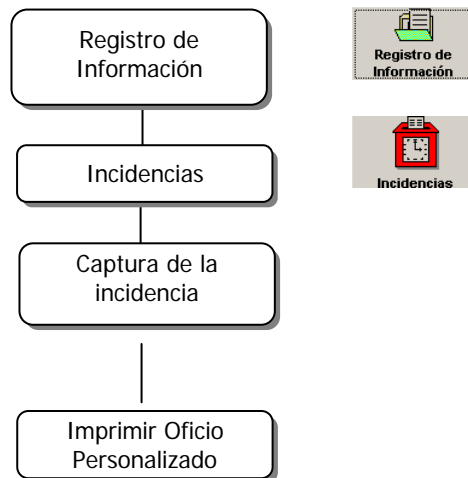 Registro de
Información
Registro de
Información
Incidencias
Incidencias
Captura de la
incidencia
Imprimir Oficio
Personalizado